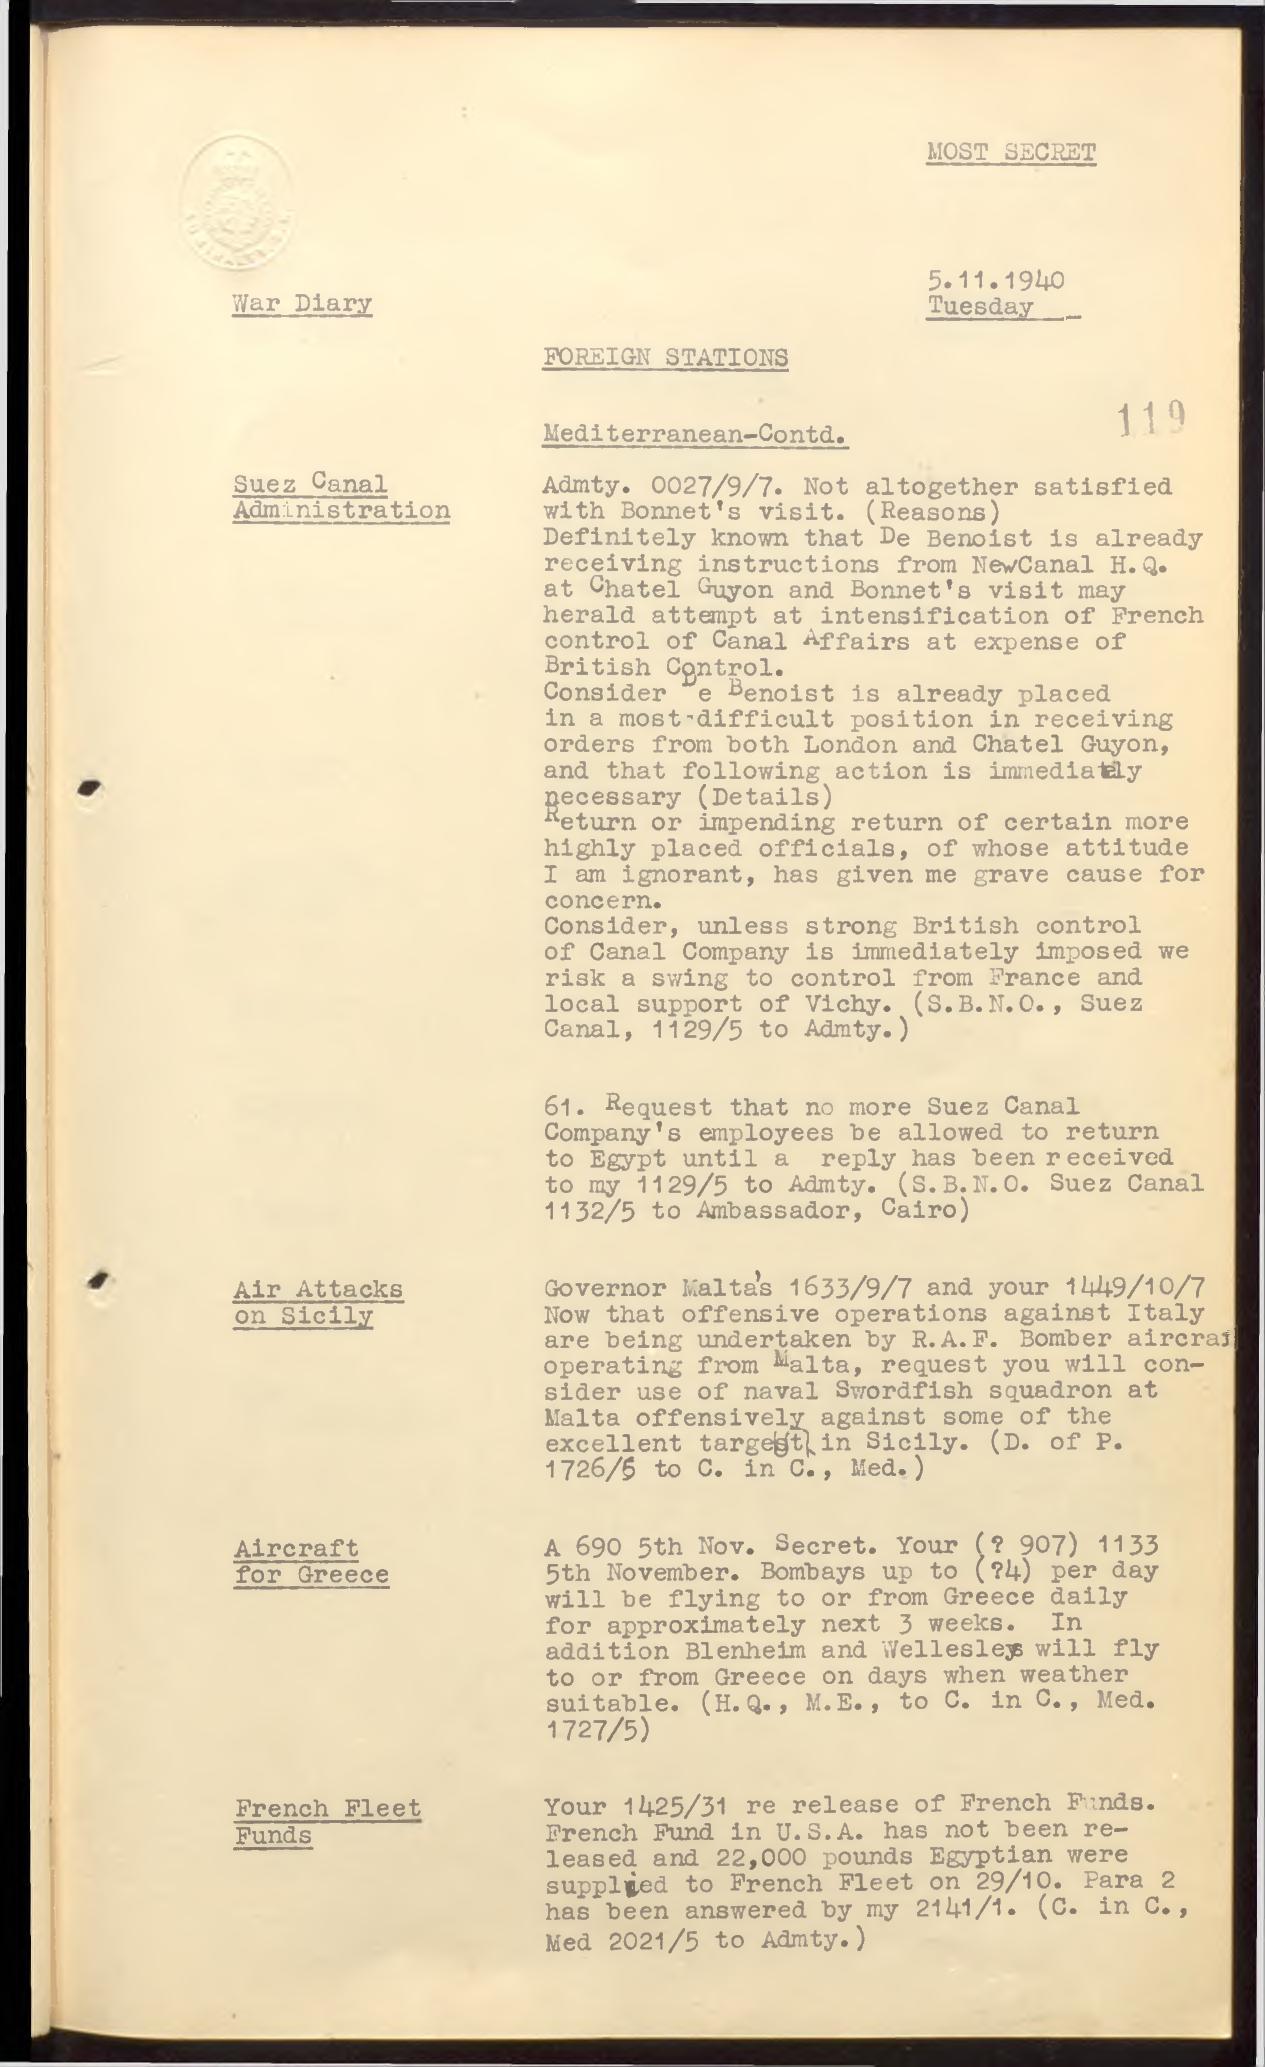 MOST SECRET
5.11.1940
War Diary
Tuesday
FOREIGN STATIONS
119
Mediterranean-Contd.
Suez Canal
Administration
Admty. 0027/9/7. Not altogether satisfied
with Bonnet's visit. (Reasons)
Definitely known that De Benoist is already
receiving instructions from NewCanal H.Q.
at Chatel Guyon and Bonnet's visit may
herald attempt at intensification of French
control of Canal Affairs at expense of
British Control.
Consider De Benoist is already placed
in a most-difficult position in receiving
orders from both London and Chatel Guyon,
and that following action is immediately
necessary (Details)
Return or impending return of certain more
highly placed officials, of whose attitude
I am ignorant, has given me grave cause for
concern.
Consider, unless strong British control
of Canal Company is immediately imposed we
risk a swing to control from France and
local support of Vichy. (S.B.N.O., Suez
Canal, 1129/5 to Admty.)
61. Request that no more Suez Canal
Company's employees be allowed to return
to Egypt until a reply has been received
to my 1129/5 to Admty. (S.B.N.O. Suez Canal
1132/5 to Ambassador, Cairo)
Air Attacks
on Sicily
Governor Malta's 1633/9/7 and your 1449/10/7
Now that offensive operations against Italy
are being undertaken by R.A.F. Bomber aircraf
operating from Malta, request you will con-
sider use of naval Swordfish squadron at
Malta offensively against some of the
excellent targest in Sicily. (D. of P.
1726/5 to C. in C., Med.)
Aircraft
for Greece
A 690 5th Nov. Secret. Your (? 907) 1133
5th November. Bombays up to (?4) per day
will be flying to or from Greece daily
for approximately next 3 weeks. In
addition Blenheim and Wellesleys will fly
to or from Greece on days when weather
suitable. (H.Q., M.E., to C. in C., Med.
1727/5)
French Fleet
Funds
Your 1425/31 re release of French Funds.
French Fund in U.S.A. has not been re-
leased and 22,000 pounds Egyptian were
supplied to French Fleet on 29/10. Para 2
has been answered by my 2141/1. (C. in C.,
Med 2021/5 to Admty.)